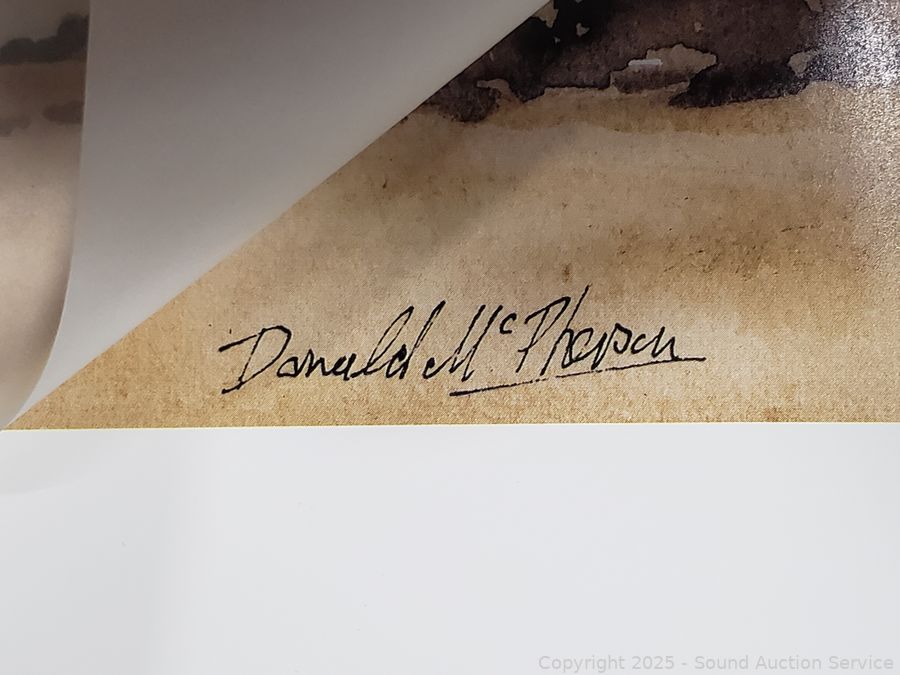 Donald McPherson
Copyright 2025 - Sound Auction Service